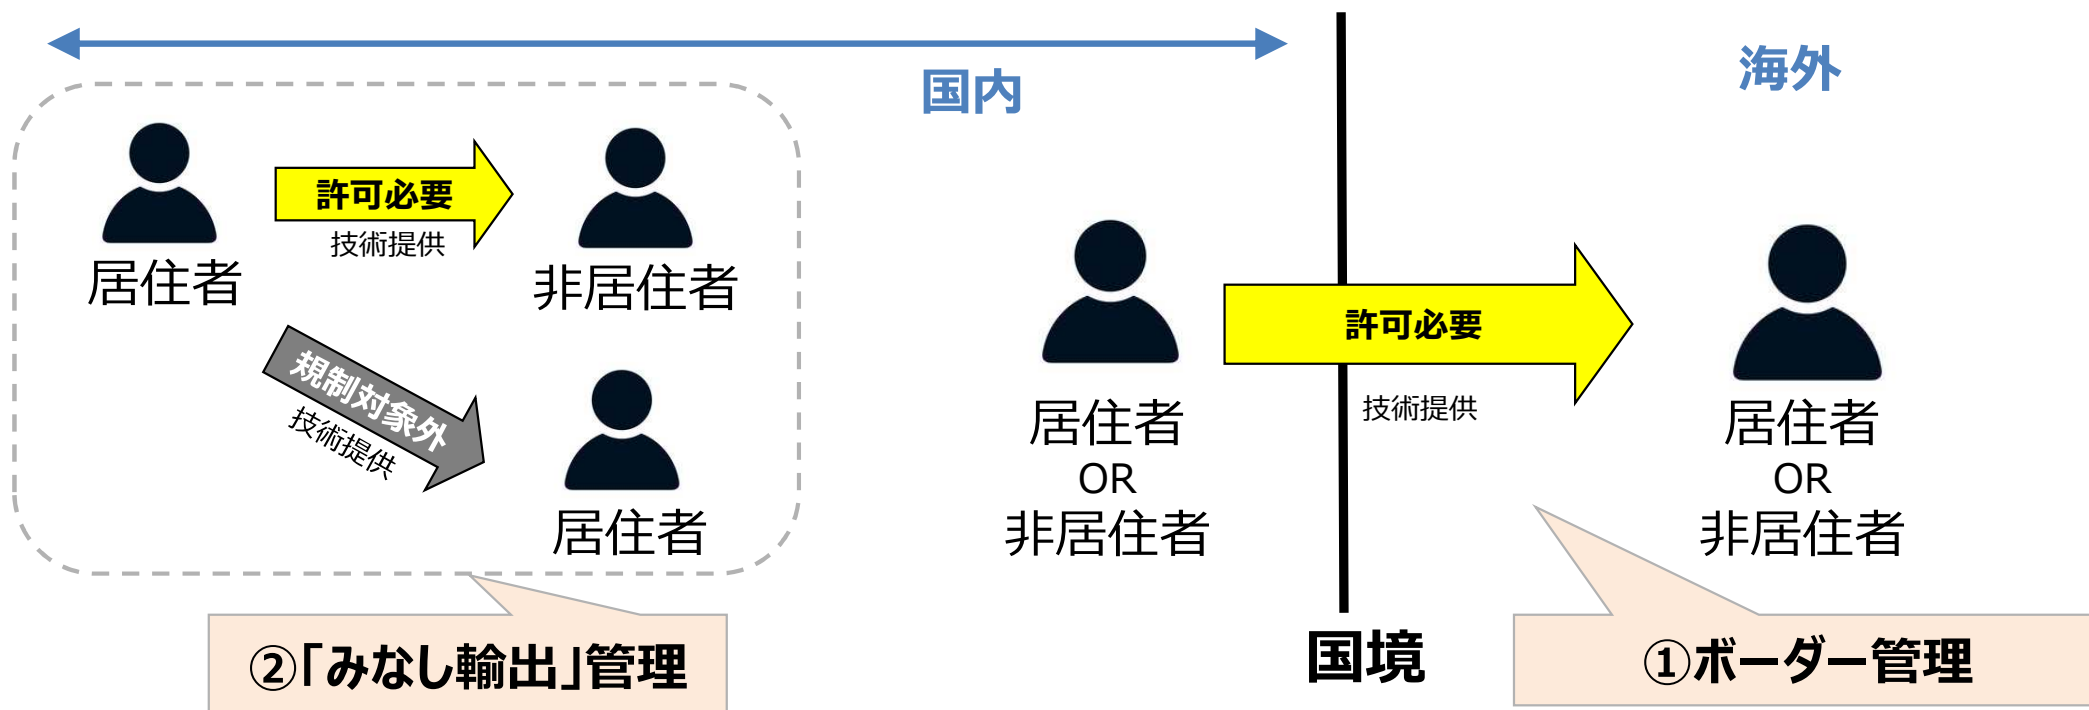 国内
海外
許可必要
技術提供
居住者
非居住者
規制対象外
技術提供
居住者
許可必要
技術提供
居住者
OR
非居住者
居住者
OR
非居住者
国境
②「みなし輸出」管理
①ボーダー管理